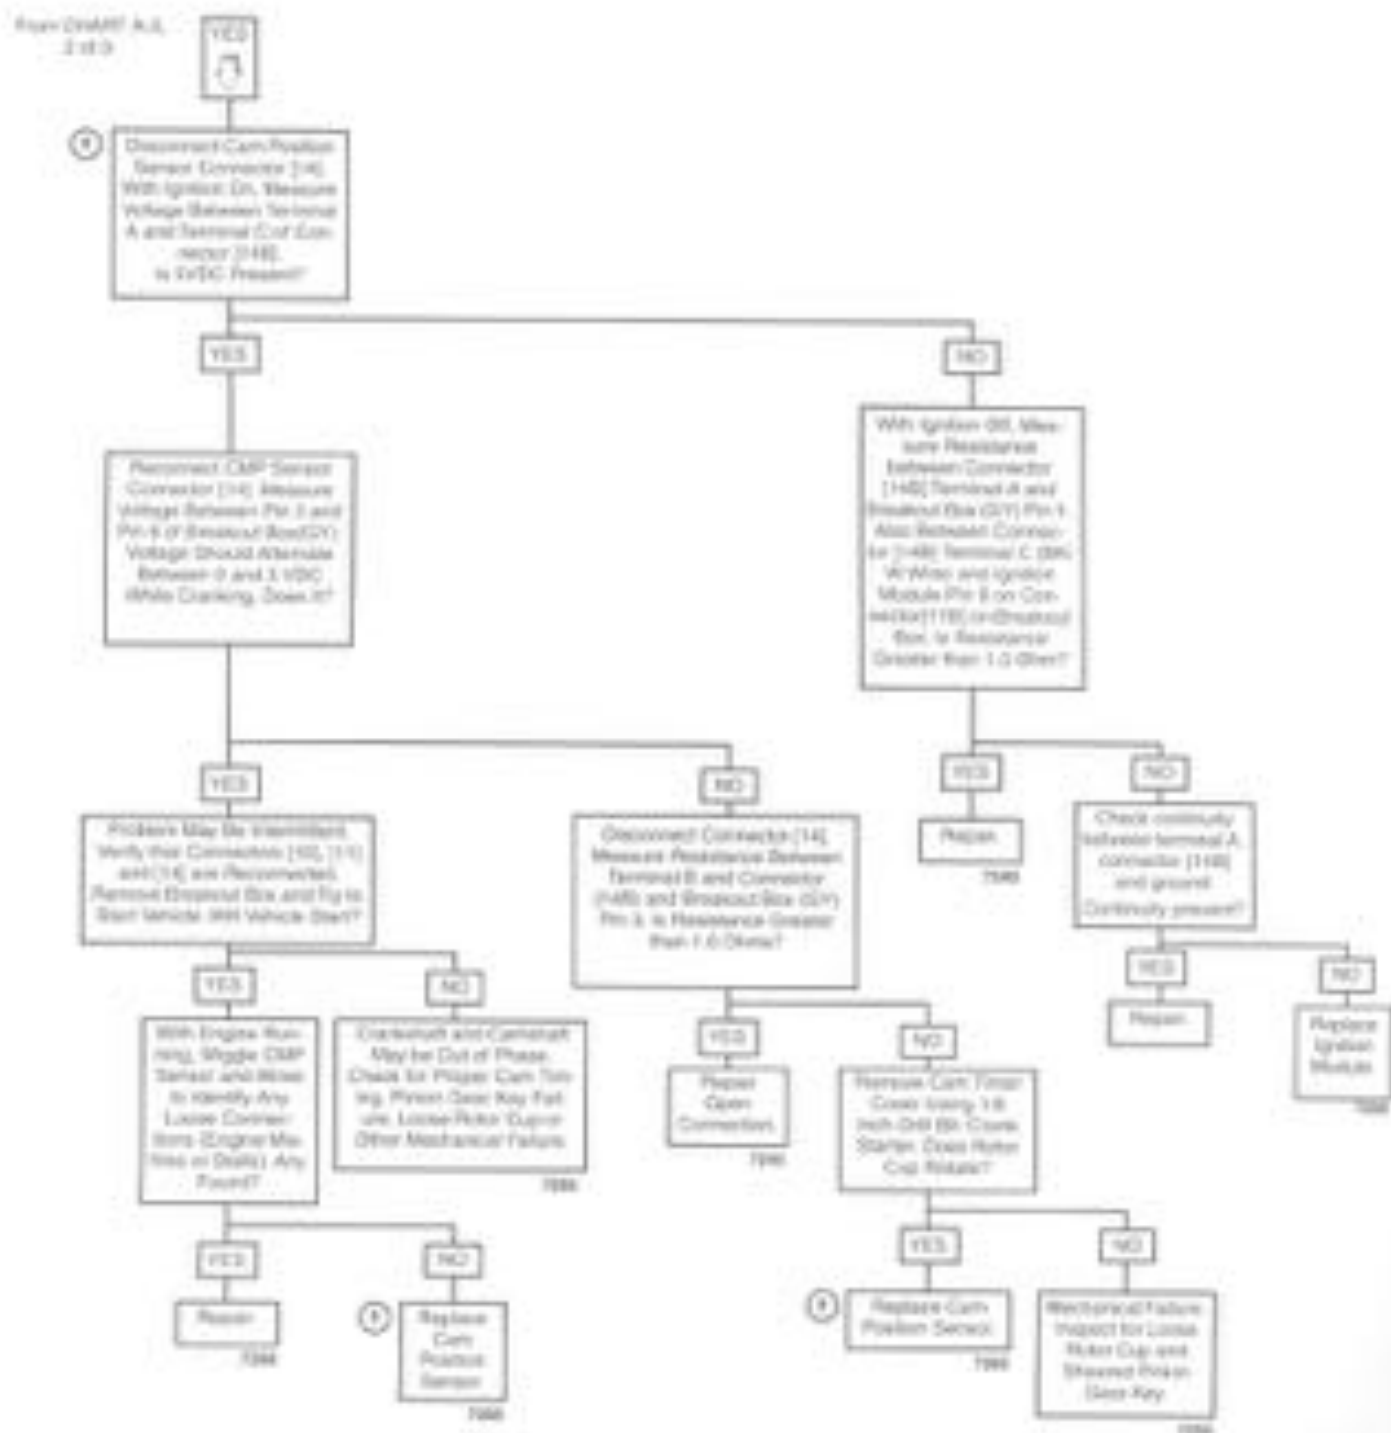 From CHART A-3,
2 of 3
YES
Disconnect Cam Position
Sensor Connector [14].
With Ignition On, Measure
Voltage Between Terminal
A and Terminal C of Con-
nector [14B].
Is 5VDC Present?
YES
NO
Reconnect CMP Sensor
Connector [14]. Measure
Voltage Between Pin 3 and
Pin 6 of Breakout Box(GY)
Voltage Should Alternate
Between 0 and 5 VDC
While Cranking. Does It?
With Ignition Off, Mea-
sure Resistance
between Connector
[14B] Terminal A and
Breakout Box (GY) Pin
Also Between Connec-
tor [14B] Terminal C
and Ignition
Module Pin on Con-
nector[11B] or Breakout
Box. Is Resistance
Greater than 1.0 Ohm?
YES
NO
YES
NO
Problem May Be Intermittent.
Verify that Connectors [10], [11]
and [14] are Reconnected.
Remove Breakout Box and Try to
Start Vehicle. Will Vehicle Start?
Disconnect Connector [14],
Measure Resistance Between
Terminal B and Connector
[14B] and Breakout Box (GY)
Pin 3. Is Resistance Greater
than 1.0 Ohms?
Repair.
Check continuity
between terminal A
connector [14B]
and ground.
Continuity present?
YES
NO
YES
NO
YES
NO
With Engine Run-
ning, Wiggle CMP
Sensor and Wires
to Identify Any
Loose Connec-
tions (Engine Mis-
fires or Stalls). Any
Found?
Crankshaft and Camshaft
May be Out of Phase.
Check for Proper Cam Tim-
ing, Pinion Gear Key Fail-
ure, Loose Rotor Cup or
Other Mechanical Failure
Repair
Open
Connection.
Remove Cam Timer
Cover Using 1/8
Inch Drill Bit. Crank
Starter. Does Rotor
Cup Rotate?
Repair.
Replace
Ignition
Module.
YES
NO
YES
NO
Repair.
Replace
Cam
Position
Sensor
Replace Cam
Position Sensor.
Mechanical Failure.
Inspect for Loose
Rotor Cup and
Sheared Pinion
Gear Key